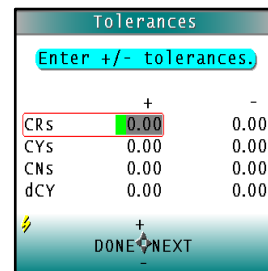 Tolerances
Enter +/- tolerances.
+ -
CRs 0.00 0.00
CYs 0.00 0.00
CNs 0.00 0.00
dCY 0.00 0.00
+
DONE NEXT
-